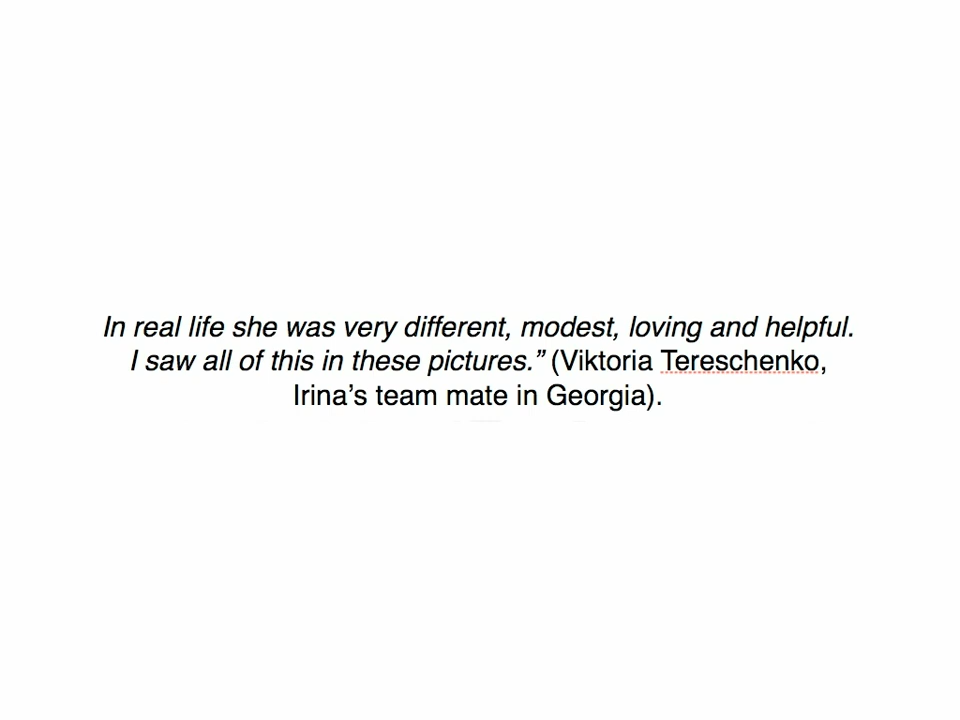 In real life she was very different, modest, loving and helpful.
I saw all of this in these pictures.” (Viktoria Tereschenko,
Irina’s team mate in Georgia).